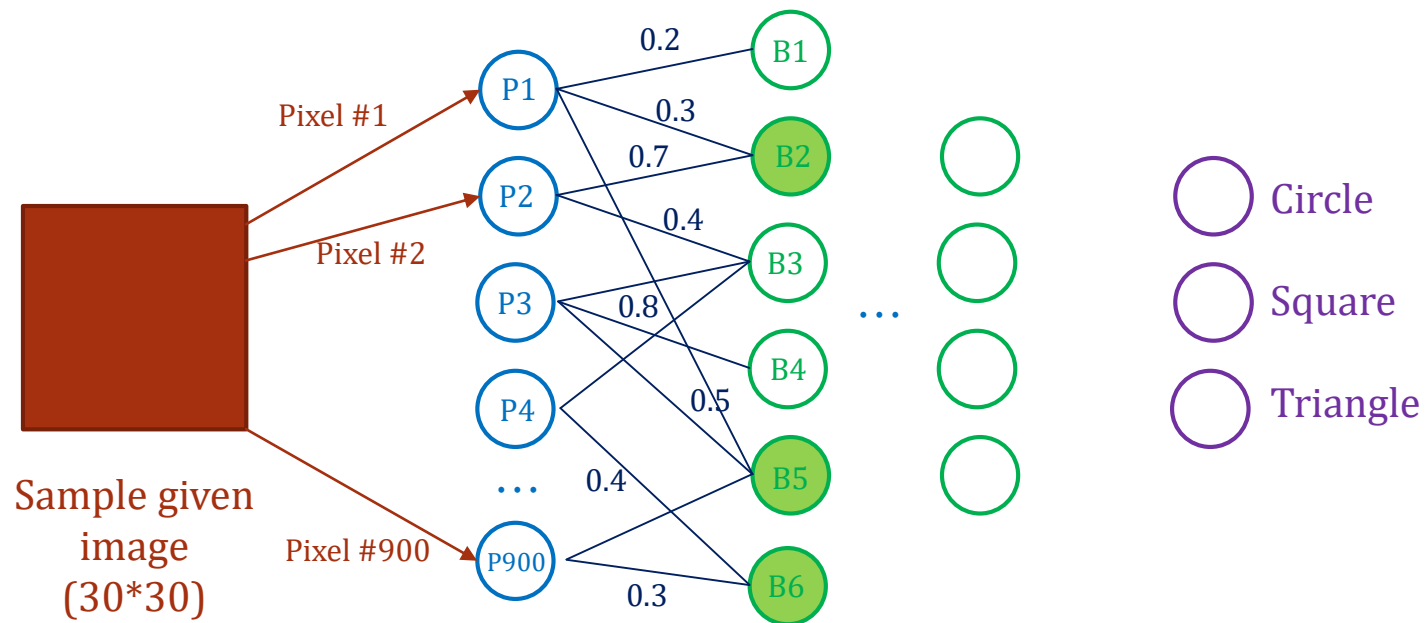 Sample given
image
(30*30)
Pixel #1
Pixel #2
Pixel #900
P1
P2
P3
P4
…
P900
0.2
0.3
0.7
0.4
0.8
0.5
0.4
0.3
B1
B2
B3
B4
B5
B6
…
Circle
Square
Triangle